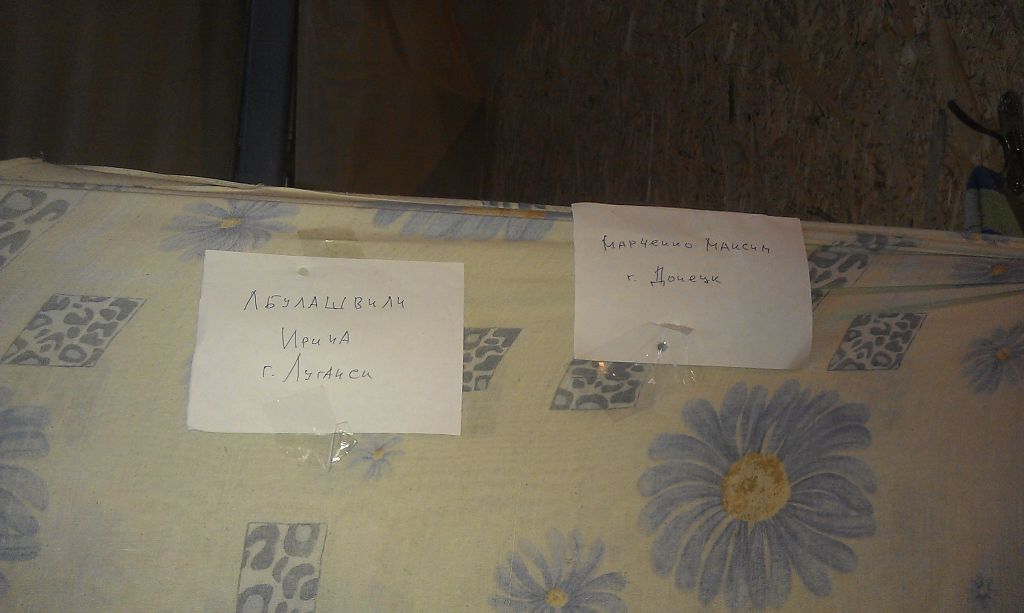 АБУЛАШВИЛИ
ИРИНА
г. Луганск
МАРЧЕНКО МАКСИМ
г. Донецк